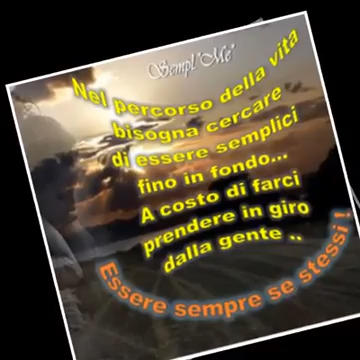 Sempl"Me"
Nel percorso della vita
bisogna cercare
di essere semplici
fino in fondo...
A costo di farci
prendere in giro
dalla gente ..
Essere sempre se stessi !